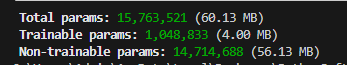 Total params: 15,763,521 (60.13 MB)
Trainable params: 1,048,833 (4.00 MB)
Non-trainable params: 14,714,688 (56.13 MB)